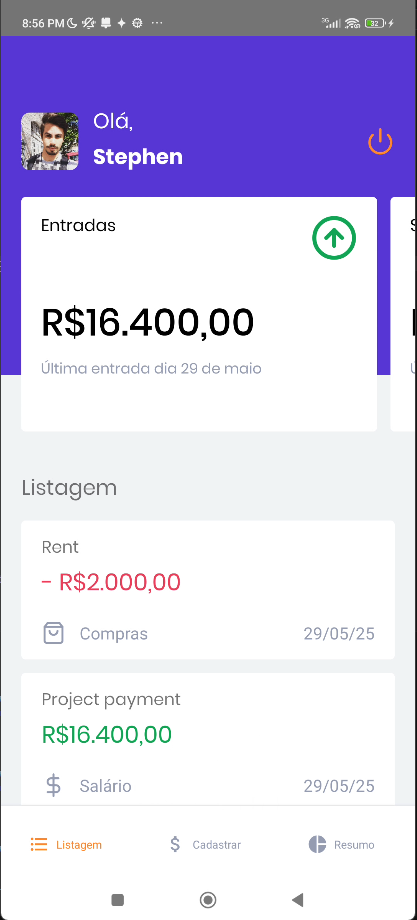 8:56 PM
32
Olá,
Stephen
Entradas
R$16.400,00
Última entrada dia 29 de maio
Listagem
Rent
- R$2.000,00
Compras
29/05/25
Project payment
R$16.400,00
Salário
29/05/25
Listagem
Cadastrar
Resumo